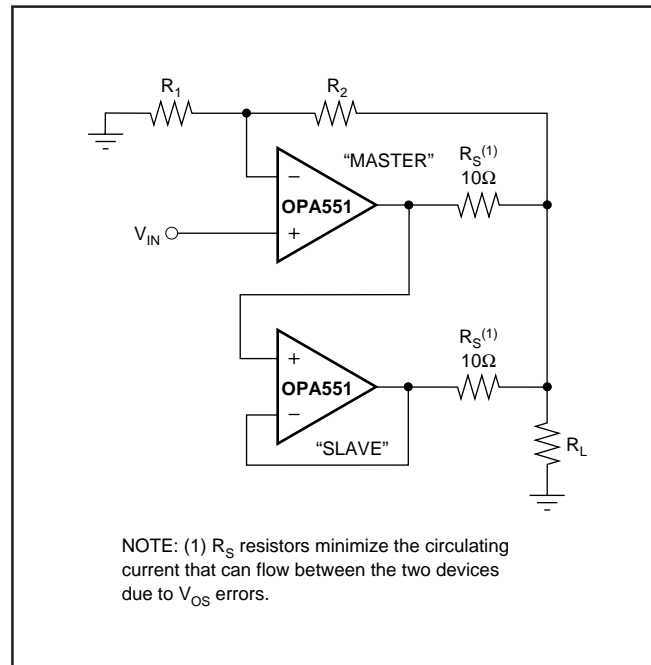 R1
R2
"MASTER"
RS(1)
10Ω
−
OPA551
+
VIN
RS(1)
10Ω
+
OPA551
−
"SLAVE"
RL
NOTE: (1) RS resistors minimize the circulating
current that can flow between the two devices
due to VOS errors.